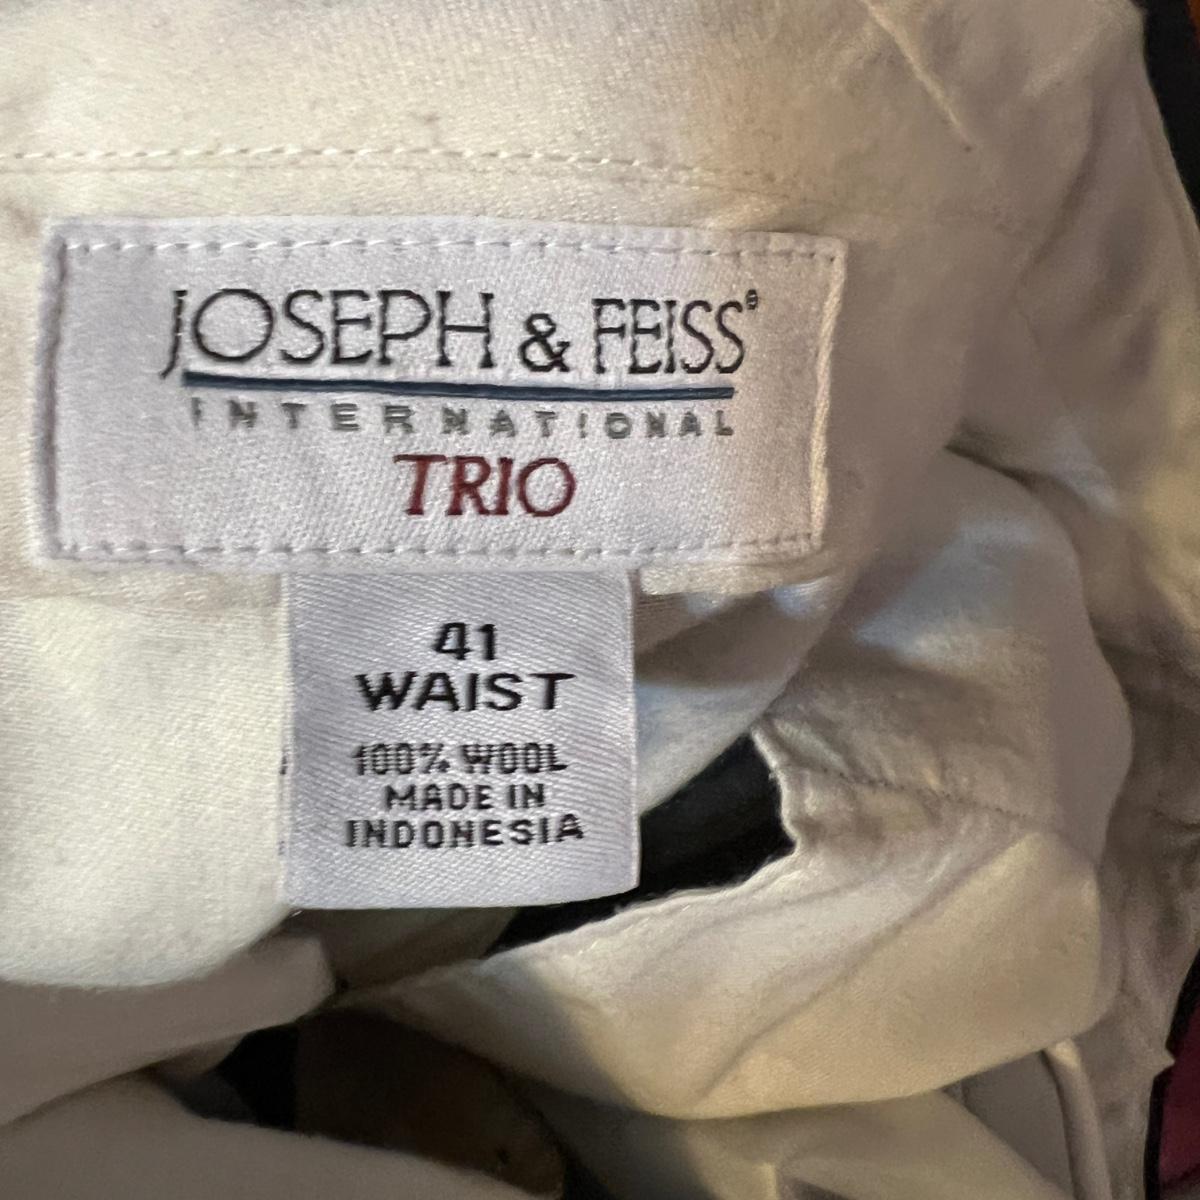 JOSEPH & FEISS®
INTERNATIONAL
TRIO
41
WAIST
100% WOOL
MADE IN
INDONESIA